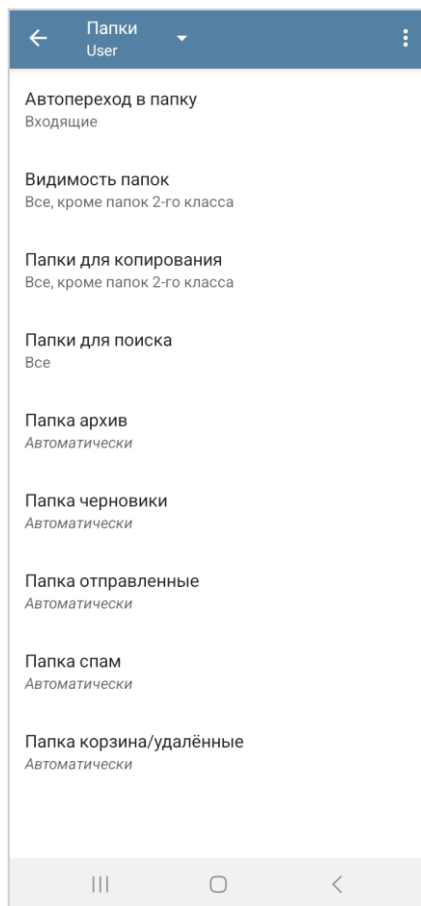 Папки
User
Автопереход в папку
Входящие
Видимость папок
Все, кроме папок 2-го класса
Папки для копирования
Все, кроме папок 2-го класса
Папки для поиска
Все
Папка архив
Автоматически
Папка черновики
Автоматически
Папка отправленные
Автоматически
Папка спам
Автоматически
Папка корзина/удалённые
Автоматически